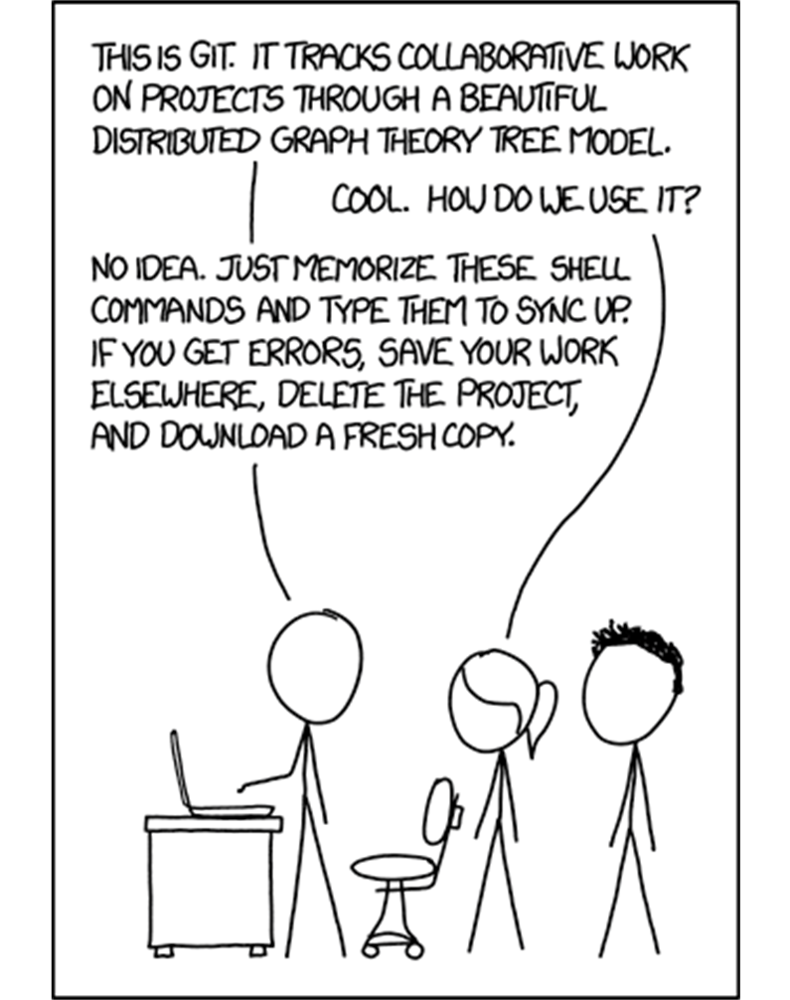 THIS IS GIT. IT TRACKS COLLABORATIVE WORK
ON PROJECTS THROUGH A BEAUTIFUL
DISTRIBUTED GRAPH THEORY TREE MODEL.
COOL. HOW DO WE USE IT?
NO IDEA. JUST MEMORIZE THESE SHELL
COMMANDS AND TYPE THEM TO SYNC UP.
IF YOU GET ERRORS, SAVE YOUR WORK
ELSEWHERE, DELETE THE PROJECT,
AND DOWNLOAD A FRESH COPY.